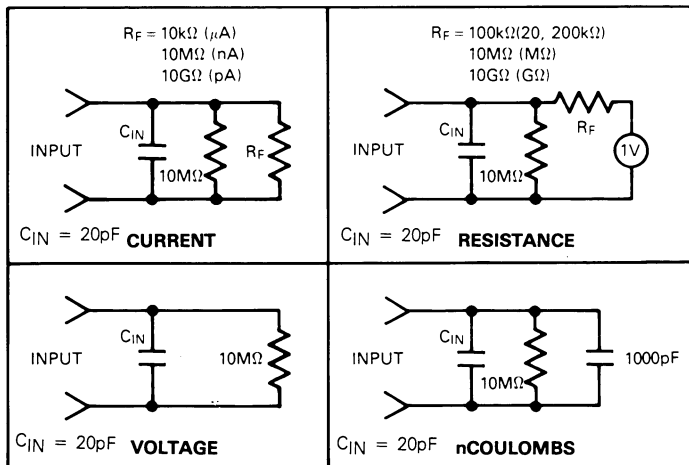 R_F = 10kΩ (μA)
10MΩ (nA)
10GΩ (pA)
INPUT
C_IN
10MΩ
R_F
C_IN = 20pF CURRENT
R_F = 100kΩ(20, 200kΩ)
10MΩ (MΩ)
10GΩ (GΩ)
INPUT
C_IN
10MΩ
R_F
1V
C_IN = 20pF RESISTANCE
INPUT
C_IN
10MΩ
C_IN = 20pF VOLTAGE
INPUT
C_IN
10MΩ
1000pF
C_IN = 20pF nCOULOMBS